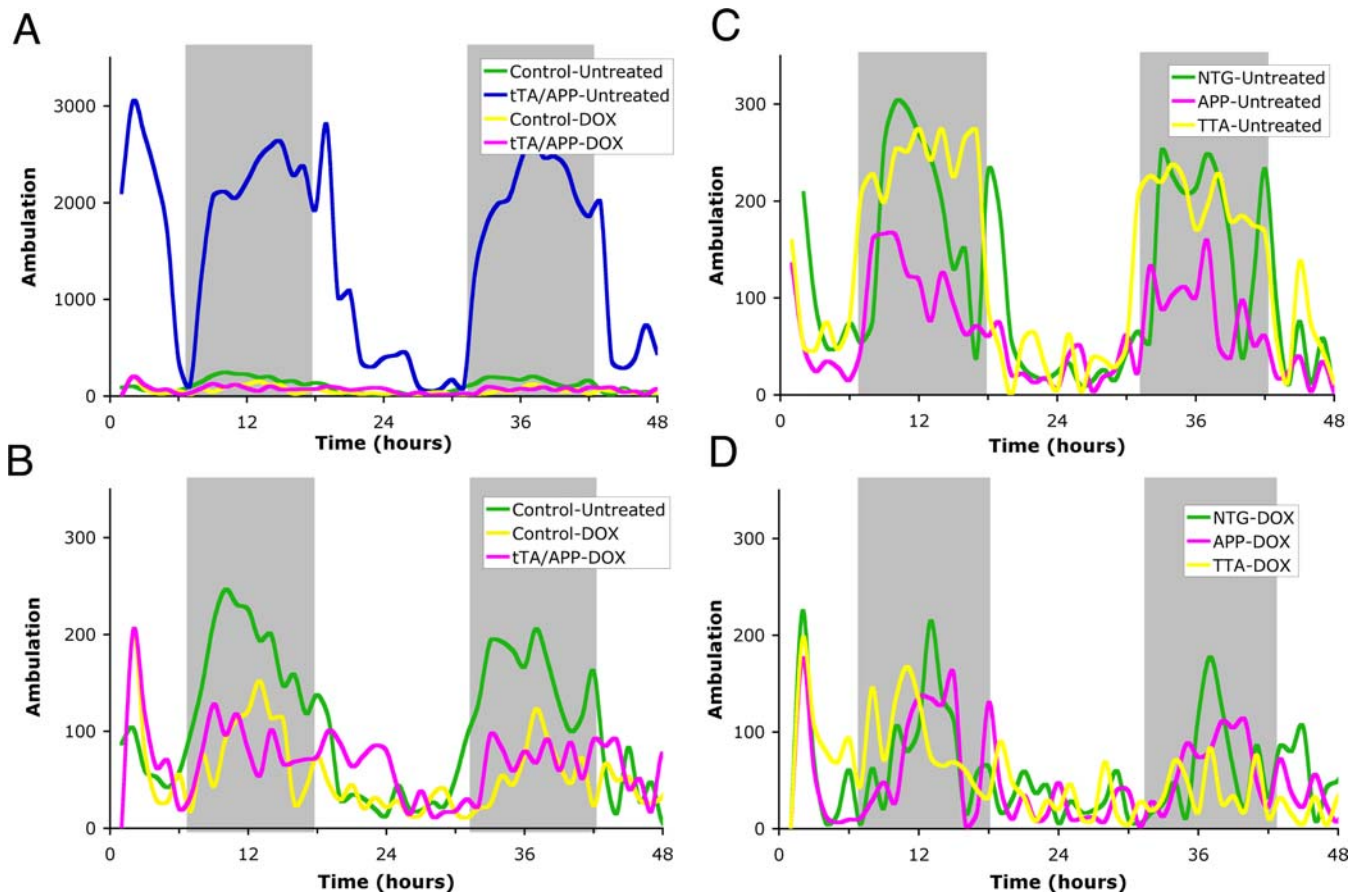 A
Control-Untreated
tTA/APP-Untreated
Control-DOX
tTA/APP-DOX
3000
2000
1000
0
Ambulation
0 12 24 36 48
Time (hours)
B
Control-Untreated
Control-DOX
tTA/APP-DOX
300
200
100
0
Ambulation
0 12 24 36 48
Time (hours)
C
NTG-Untreated
APP-Untreated
TTA-Untreated
300
200
100
0
Ambulation
0 12 24 36 48
Time (hours)
D
NTG-DOX
APP-DOX
TTA-DOX
300
200
100
0
Ambulation
0 12 24 36 48
Time (hours)